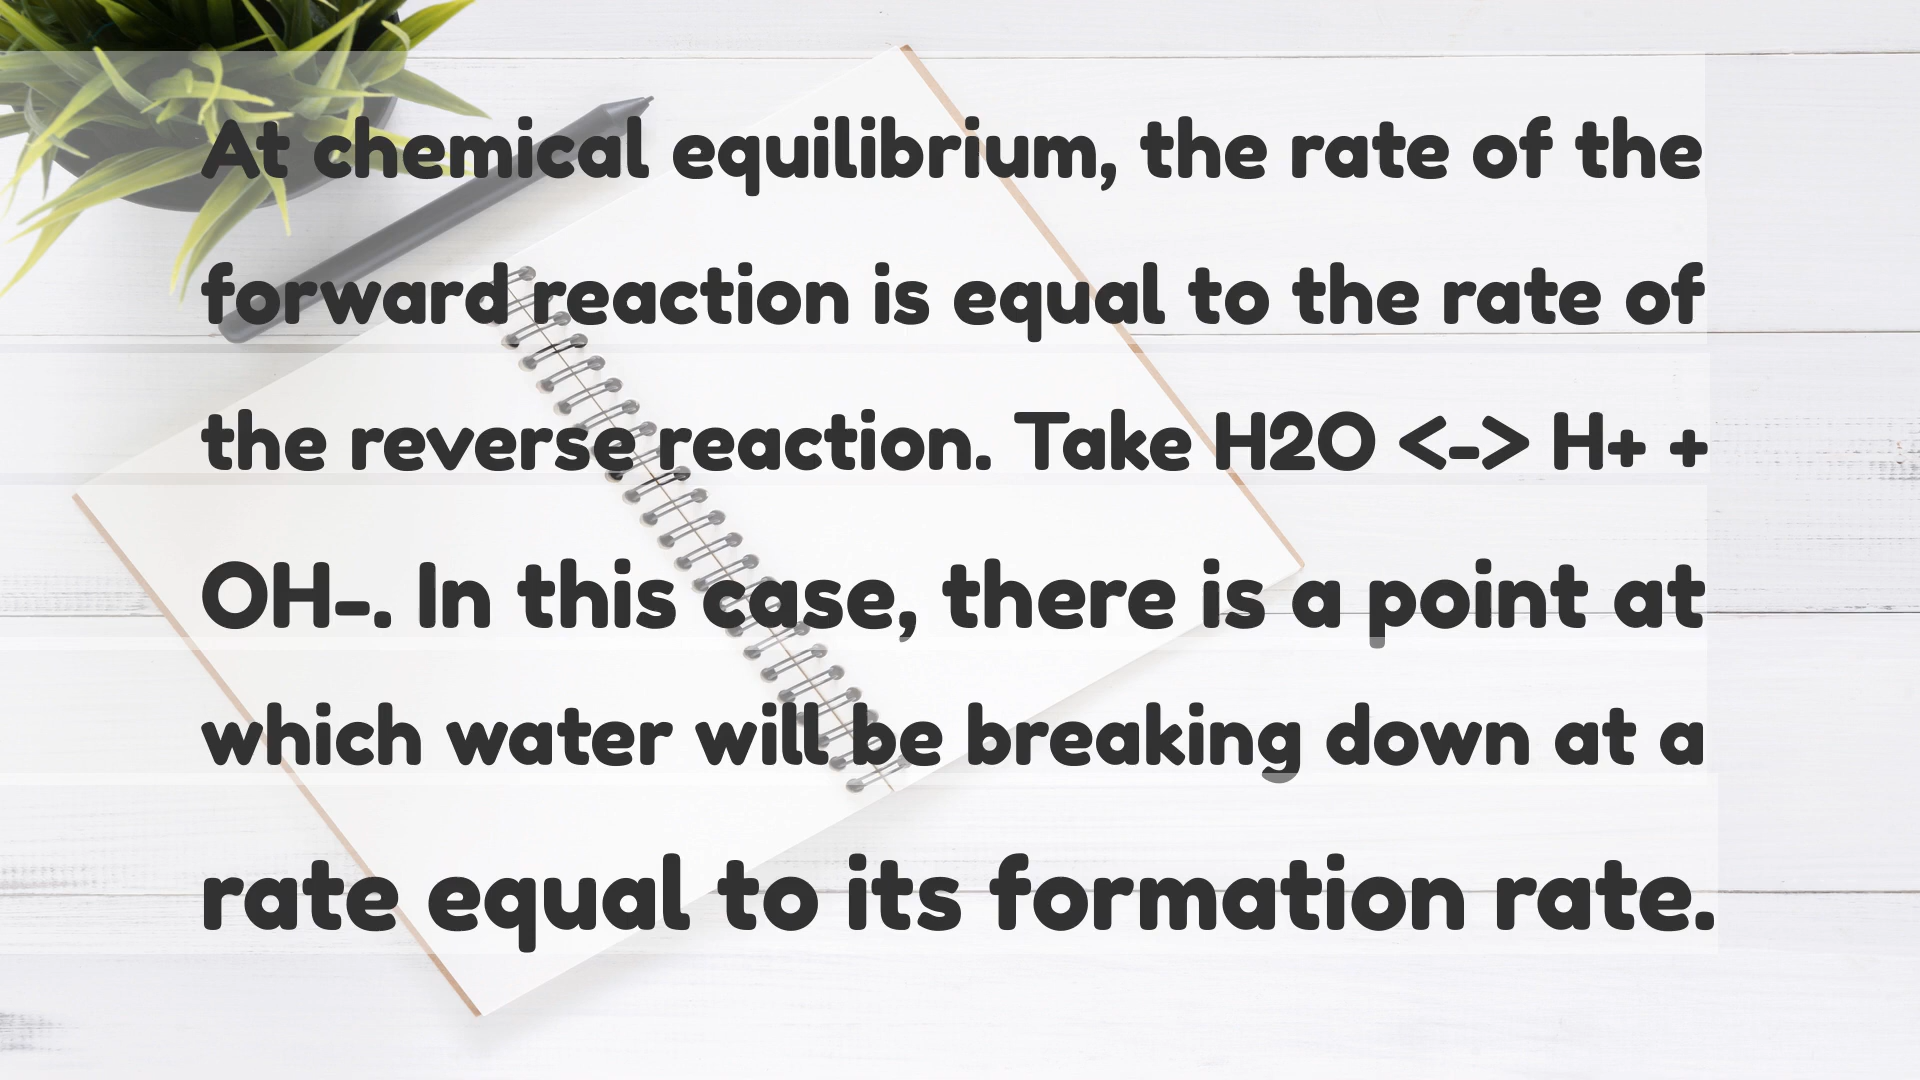 At chemical equilibrium, the rate of the
forward reaction is equal to the rate of
the reverse reaction. Take H2O <-> H+ +
OH-. In this case, there is a point at
which water will be breaking down at a
rate equal to its formation rate.